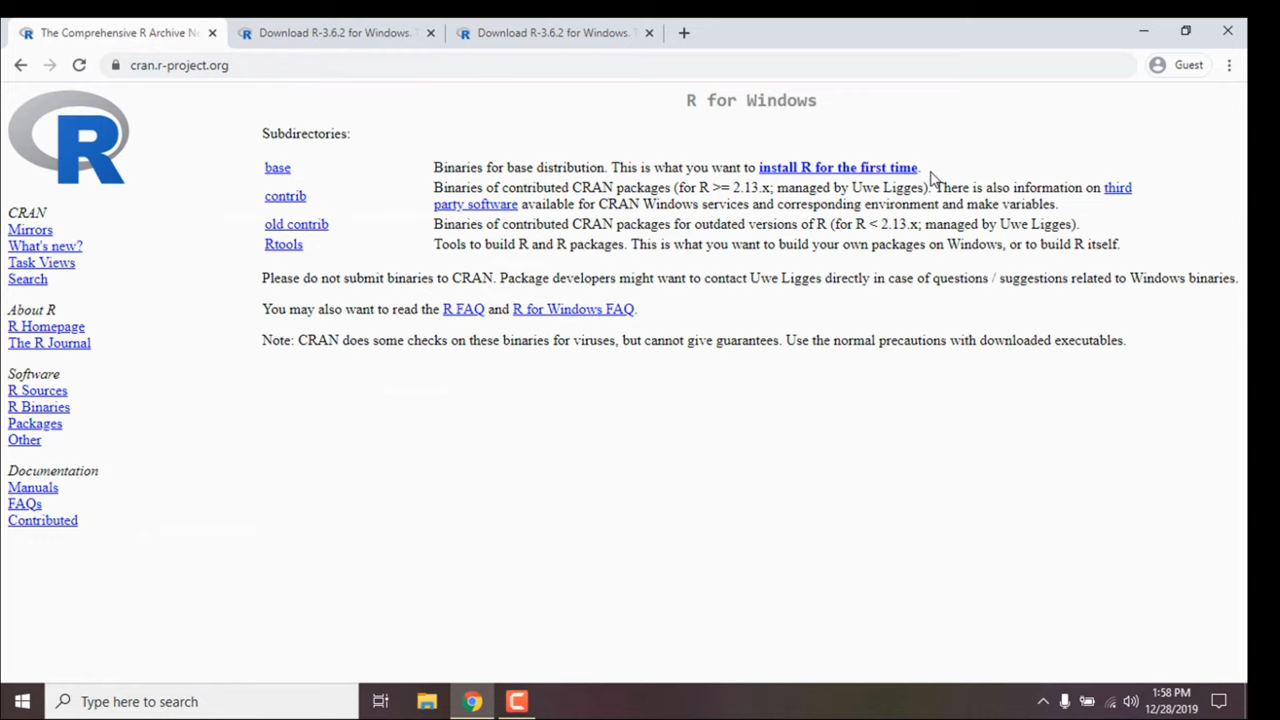 The Comprehensive R Archive Ne
Download R-3.6.2 for Windows. T
Download R-3.6.2 for Windows. T
cran.r-project.org
Guest
R
R for Windows
Subdirectories:
base Binaries for base distribution. This is what you want to install R for the first time.
contrib Binaries of contributed CRAN packages (for R >= 2.13.x; managed by Uwe Ligges). There is also information on third
party software available for CRAN Windows services and corresponding environment and make variables.
old contrib Binaries of contributed CRAN packages for outdated versions of R (for R < 2.13.x; managed by Uwe Ligges).
Rtools Tools to build R and R packages. This is what you want to build your own packages on Windows, or to build R itself.
Please do not submit binaries to CRAN. Package developers might want to contact Uwe Ligges directly in case of questions / suggestions related to Windows binaries.
You may also want to read the R FAQ and R for Windows FAQ.
Note: CRAN does some checks on these binaries for viruses, but cannot give guarantees. Use the normal precautions with downloaded executables.
CRAN
Mirrors
What's new?
Task Views
Search
About R
R Homepage
The R Journal
Software
R Sources
R Binaries
Packages
Other
Documentation
Manuals
FAQs
Contributed
Type here to search
1:58 PM
12/28/2019